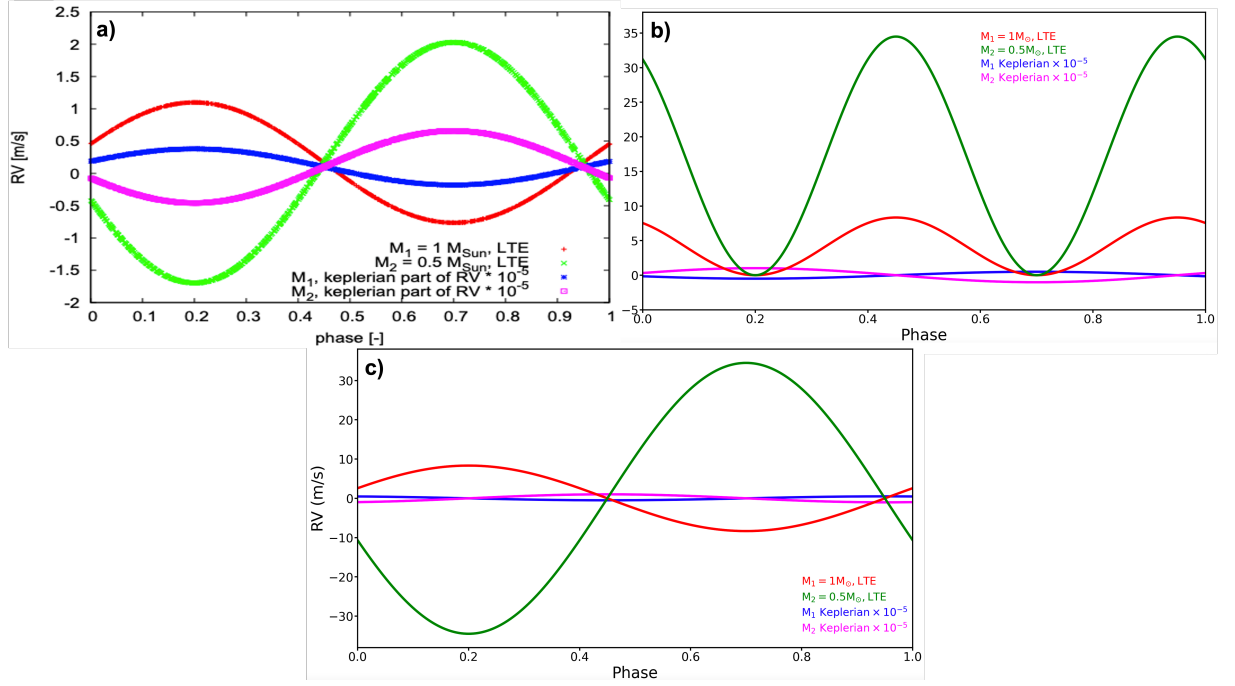 a)
2.5
2
1.5
1
0.5
0
-0.5
-1
-1.5
-2
RV [m/s]
M₁ = 1 M_Sun, LTE
M₂ = 0.5 M_Sun, LTE
M₁, keplerian part of RV * 10⁻⁵
M₂, keplerian part of RV * 10⁻⁵
0 0.1 0.2 0.3 0.4 0.5 0.6 0.7 0.8 0.9 1
phase [-]
b)
35
30
25
20
15
10
5
0
−5
M₁ = 1M☉, LTE
M₂ = 0.5M☉, LTE
M₁ Keplerian × 10⁻⁵
M₂ Keplerian × 10⁻⁵
0.0 0.2 0.4 0.6 0.8 1.0
Phase
c)
30
20
10
0
−10
−20
−30
RV (m/s)
M₁ = 1M☉, LTE
M₂ = 0.5M☉, LTE
M₁ Keplerian × 10⁻⁵
M₂ Keplerian × 10⁻⁵
0.0 0.2 0.4 0.6 0.8 1.0
Phase